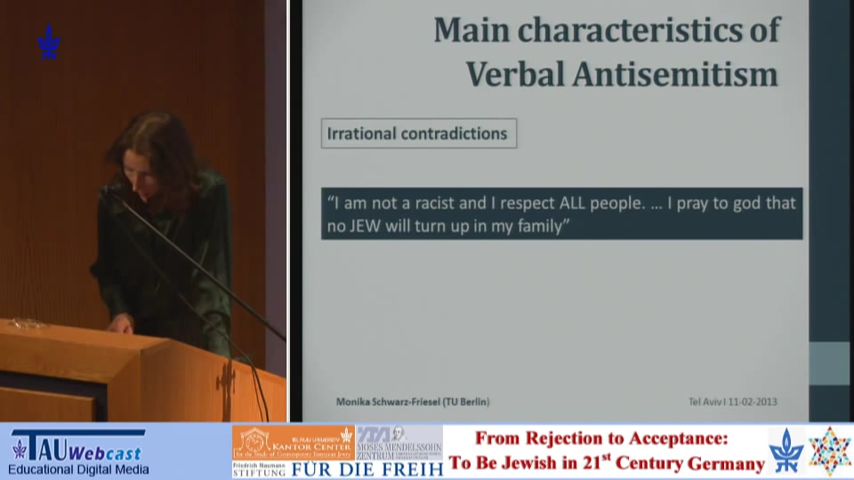 Main characteristics of
Verbal Antisemitism
Irrational contradictions
“I am not a racist and I respect ALL people. ... I pray to god that
no JEW will turn up in my family”
Monika Schwarz-Friesel (TU Berlin)
Tel Aviv I 11-02-2013
TAU Webcast
Educational Digital Media
KANTOR CENTER
MOSES MENDELSSOHN
ZENTRUM
Friedrich Naumann
STIFTUNG FÜR DIE FREIH
From Rejection to Acceptance:
To Be Jewish in 21st Century Germany